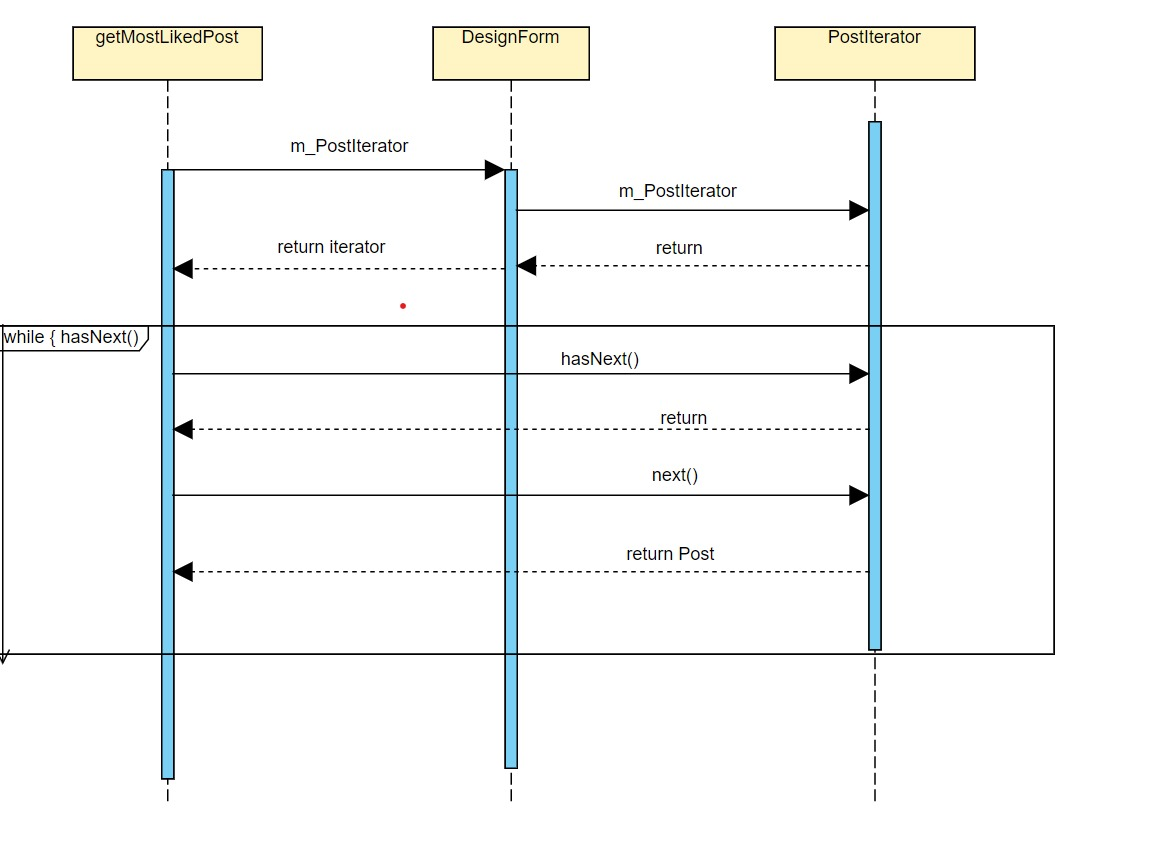 getMostLikedPost
DesignForm
PostIterator
m_PostIterator
m_PostIterator
return iterator
return
while { hasNext()
hasNext()
return
next()
return Post